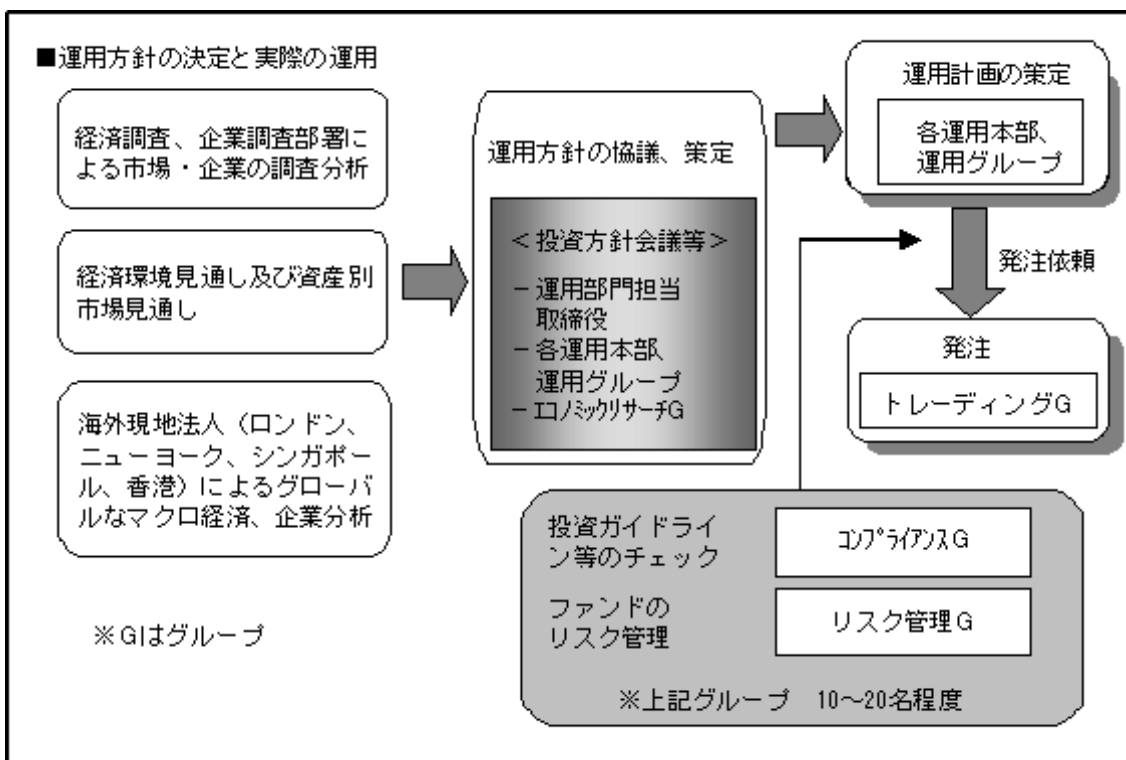 ■運用方針の決定と実際の運用
経済調査、企業調査部署に
よる市場・企業の調査分析
経済環境見通し及び資産別
市場見通し
海外現地法人（ロンドン、
ニューヨーク、シンガポー
ル、香港）によるグローバ
ルなマクロ経済、企業分析
※Gはグループ
運用方針の協議、策定
＜投資方針会議等＞
－運用部門担当
取締役
－各運用本部、
運用グループ
－ｴｺﾉﾐｯｸﾘｻｰﾁG
運用計画の策定
各運用本部、
運用グループ
発注依頼
発注
トレーディングG
投資ガイドライ
ン等のチェック
ｺﾝﾌﾟﾗｲｱﾝｽG
ファンドの
リスク管理
リスク管理G
※上記グループ　10～20名程度